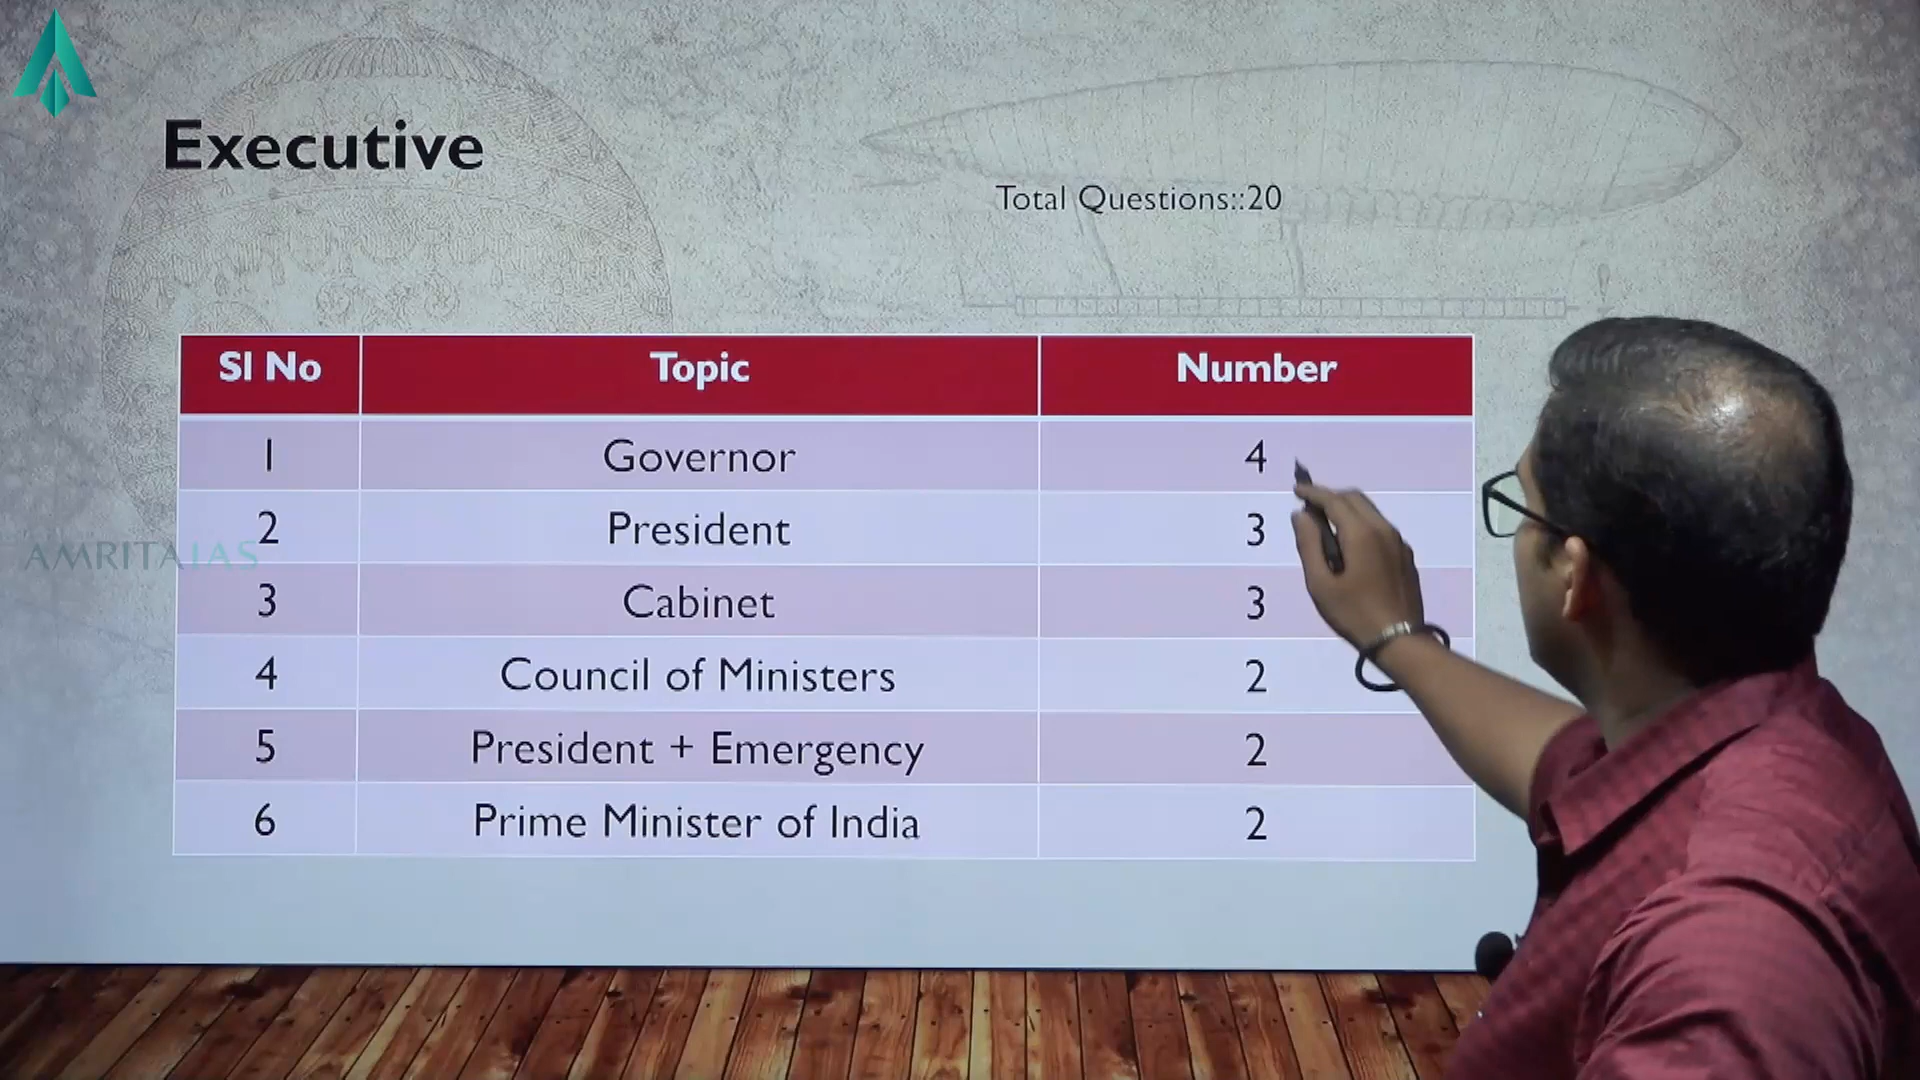 Executive
Total Questions::20
Sl No Topic Number
1 Governor 4
2 President 3
3 Cabinet 3
4 Council of Ministers 2
5 President + Emergency 2
6 Prime Minister of India 2
AMRITA IAS